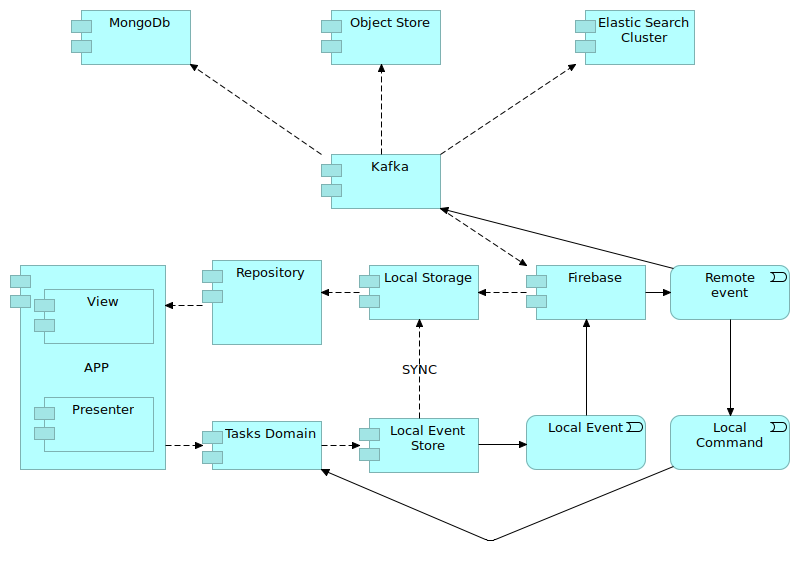 MongoDb
Object Store
Elastic Search
Cluster
Kafka
Repository
Local Storage
Firebase
Remote
event
View
APP
SYNC
Presenter
Tasks Domain
Local Event
Store
Local Event
Local
Command